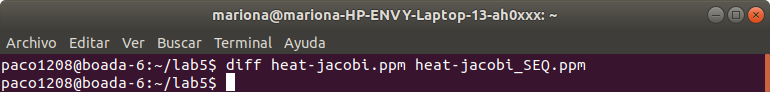 mariona@mariona-HP-ENVY-Laptop-13-ah0xxx: ~
Archivo Editar Ver Buscar Terminal Ayuda
paco1208@boada-6:~/lab5$ diff heat-jacobi.ppm heat-jacobi_SEQ.ppm
paco1208@boada-6:~/lab5$